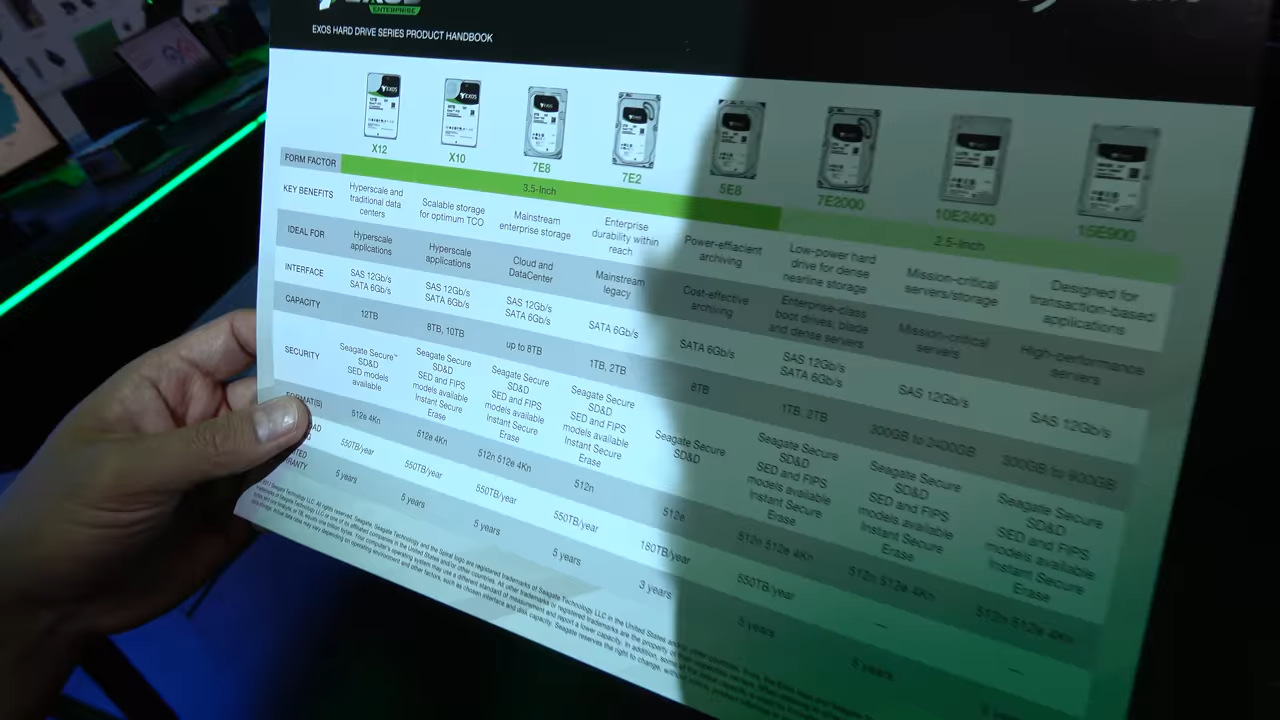 ENTERPRISE
EXOS HARD DRIVE SERIES PRODUCT HANDBOOK
X12 X10 7E8 7E2 5E8 7E2000 10E2400 15E900
FORM FACTOR 3.5-Inch 2.5-Inch
KEY BENEFITS
Hyperscale and
traditional data
centers
Scalable storage
for optimum TCO
Mainstream
enterprise storage
Enterprise
durability within
reach
Power-effecient
archiving
Low-power hard
drive for dense
nearline storage
Mission-critical
servers/storage
Designed for
transaction-based
applications
IDEAL FOR
Hyperscale
applications
Hyperscale
applications
Cloud and
DataCenter
Mainstream
legacy
Cost-effective
archiving
Enterprise-class
boot drives, blade
and dense servers
Mission-critical
servers
High-performance
servers
INTERFACE
SAS 12Gb/s
SATA 6Gb/s
SAS 12Gb/s
SATA 6Gb/s
SAS 12Gb/s
SATA 6Gb/s
SATA 6Gb/s
SATA 6Gb/s
SAS 12Gb/s
SATA 6Gb/s
SAS 12Gb/s
SAS 12Gb/s
CAPACITY 12TB 8TB, 10TB up to 8TB 1TB, 2TB 8TB 1TB, 2TB 300GB to 2400GB 300GB to 900GB
SECURITY
Seagate Secure™
SD&D
SED models
available
Seagate Secure
SD&D
SED and FIPS
models available
Instant Secure
Erase
Seagate Secure
SD&D
SED and FIPS
models available
Instant Secure
Erase
Seagate Secure
SD&D
SED and FIPS
models available
Instant Secure
Erase
Seagate Secure
SD&D
Seagate Secure
SD&D
SED and FIPS
models available
Instant Secure
Erase
Seagate Secure
SD&D
SED and FIPS
models available
Instant Secure
Erase
Seagate Secure
SD&D
SED and FIPS
models available
Instant Secure
Erase
512e 4Kn 512e 4Kn 512n 512e 4Kn 512n 512e 512n 512e 4Kn 512n 512e 4Kn 512n 512e 4Kn
550TB/year 550TB/year 550TB/year 550TB/year 180TB/year 550TB/year — —
5 years 5 years 5 years 5 years 3 years 5 years 5 years